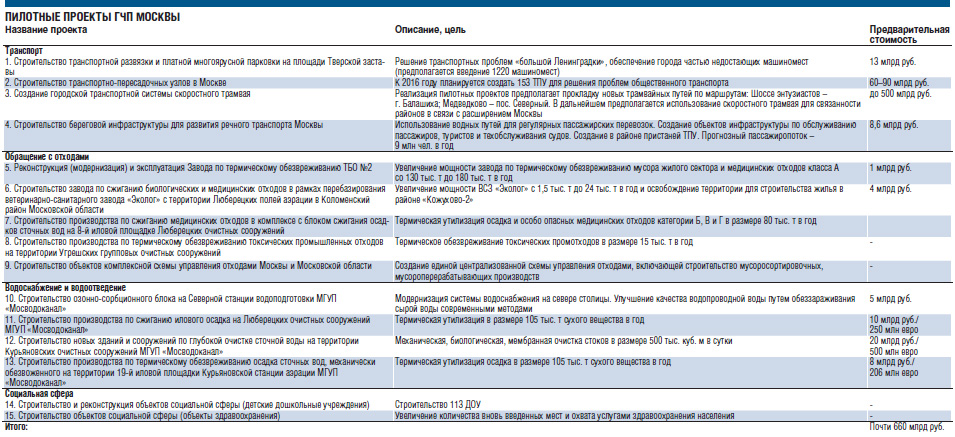 ПИЛОТНЫЕ ПРОЕКТЫ ГЧП МОСКВЫ
Название проекта Описание, цель Предварительная стоимость
Транспорт
1. Строительство транспортной развязки и платной многоярусной парковки на площади Тверской заста- Решение транспортных проблем «большой Ленинградки», обеспечение города частью недостающих машиномест 13 млрд руб.
вы (предполагается введение 1220 машиномест)
2. Строительство транспортно-пересадочных узлов в Москве К 2016 году планируется создать 153 ТПУ для решения проблем общественного транспорта 60–90 млрд руб.
3. Создание городской транспортной системы скоростного трамвая Реализация пилотных проектов предполагает прокладку новых трамвайных путей по маршрутам: Шоссе энтузиастов – до 500 млрд руб.
г. Балашиха; Медведково – пос. Северный. В дальнейшем предполагается использование скоростного трамвая для связанности
районов в связи с расширением Москвы
4. Строительство береговой инфраструктуры для развития речного транспорта Москвы Использование водных путей для регулярных пассажирских перевозок. Создание объектов инфраструктуры по обслуживанию 8,6 млрд руб.
пассажиров, туристов и техобслуживания судов. Создание в районе пристаней ТПУ. Прогнозный пассажиропоток –
9 млн чел. в год
Обращение с отходами
5. Реконструкция (модернизация) и эксплуатация Завода по термическому обезвреживанию ТБО №2 Увеличение мощности завода по термическому обезвреживанию мусора жилого сектора и медицинских отходов класса А 1 млрд руб.
со 130 тыс. т до 180 тыс. т в год
6. Строительство завода по сжиганию биологических и медицинских отходов в рамках перебазирования Увеличение мощности ВСЗ «Эколог» с 1,5 тыс. т до 24 тыс. т в год и освобождение территории для строительства жилья в 4 млрд руб.
ветеринарно-санитарного завода «Эколог» с территории Люберецких полей аэрации в Коломенский районе «Кожухово-2»
район Московской области
7. Строительство производства по сжиганию медицинских отходов в комплексе с блоком сжигания осад- Термическая утилизация осадка и особо опасных медицинских отходов категории Б, В и Г в размере 80 тыс. т в год
ков сточных вод на 8-й иловой площадке Люберецких очистных сооружений
8. Строительство производства по термическому обезвреживанию токсических промышленных отходов Термическое обезвреживание токсических промотходов в размере 15 тыс. т в год -
на территории Угрешских групповых очистных сооружений
9. Строительство объектов комплексной схемы управления отходами Москвы и Московской области Создание единой централизованной схемы управления отходами, включающей строительство мусоросортировочных, -
мусороперерабатывающих производств
Водоснабжение и водоотведение
10. Строительство озонно-сорбционного блока на Северной станции водоподготовки МГУП Модернизация системы водоснабжения на севере столицы. Улучшение качества водопроводной воды путем обеззараживания 5 млрд руб.
«Мосводоканал» сырой воды современными методами
11. Строительство производства по сжиганию илового осадка на Люберецких очистных сооружений Термическая утилизация в размере 105 тыс. т сухого вещества в год 10 млрд руб./
МГУП «Мосводоканал» 250 млн евро
12. Строительство новых зданий и сооружений по глубокой очистке сточной воды на территории Механическая, биологическая, мембранная очистка стоков в размере 500 тыс. куб. м в сутки 20 млрд руб./
Курьяновских очистных сооружений МГУП «Мосводоканал» 500 млн евро
13. Строительство производства по термическому обезвреживанию осадка сточных вод, механически Термическая утилизация осадка в размере 105 тыс. т сухого вещества в год 8 млрд руб./
обезвоженного на территории 19-й иловой площадки Курьяновской станции аэрации МГУП 206 млн евро
«Мосводоканал»
Социальная сфера
14. Строительство и реконструкция объектов социальной сферы (детские дошкольные учреждения) Строительство 113 ДОУ -
15. Строительство объектов социальной сферы (объекты здравоохранения) Увеличение количества вновь введенных мест и охвата услугами здравоохранения населения -
Итого: Почти 660 млрд руб.